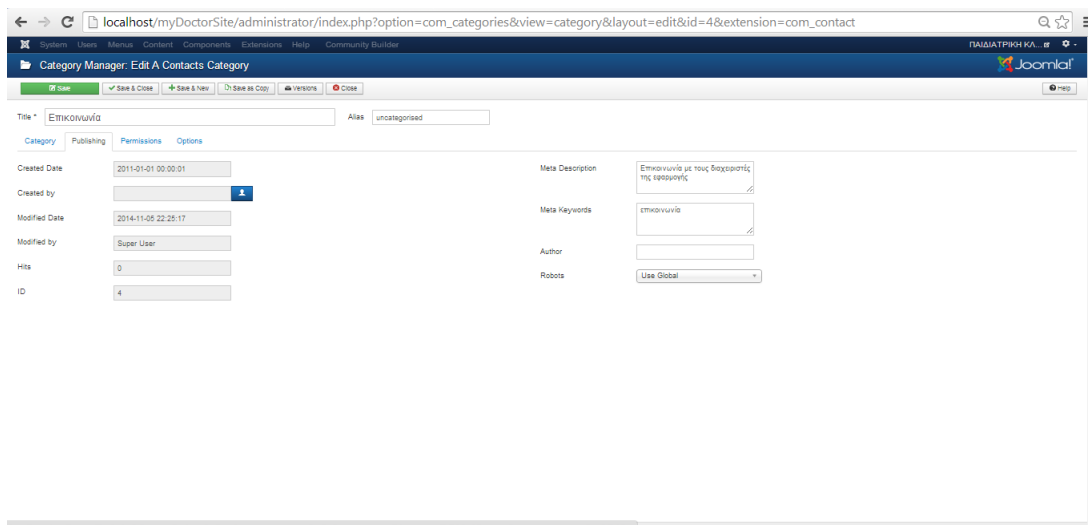 localhost/myDoctorSite/administrator/index.php?option=com_categories&view=category&layout=edit&id=4&extension=com_contact
System Users Menus Content Components Extensions Help Community Builder ΠΑΙΔΙΑΤΡΙΚΗ ΚΛ...
Category Manager: Edit A Contacts Category Joomla!
Save Save & Close Save & New Save as Copy Versions Close Help
Title * Επικοινωνία Alias uncategorised
Category Publishing Permissions Options
Created Date 2011-01-01 00:00:01
Created by
Modified Date 2014-11-05 22:25:17
Modified by Super User
Hits 0
ID 4
Meta Description Επικοινωνία με τους διαχειριστές
της εφαρμογής
Meta Keywords επικοινωνία
Author
Robots Use Global